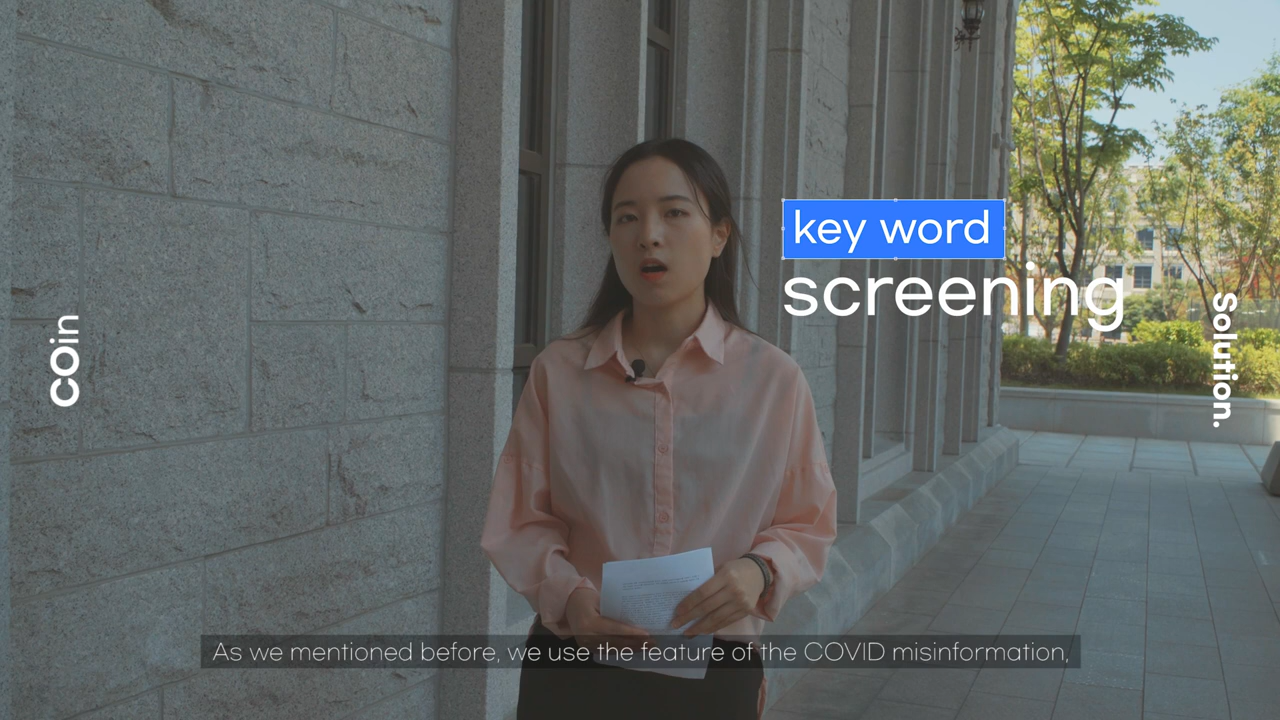 key word
screening
COin
Solution.
As we mentioned before, we use the feature of the COVID misinformation,